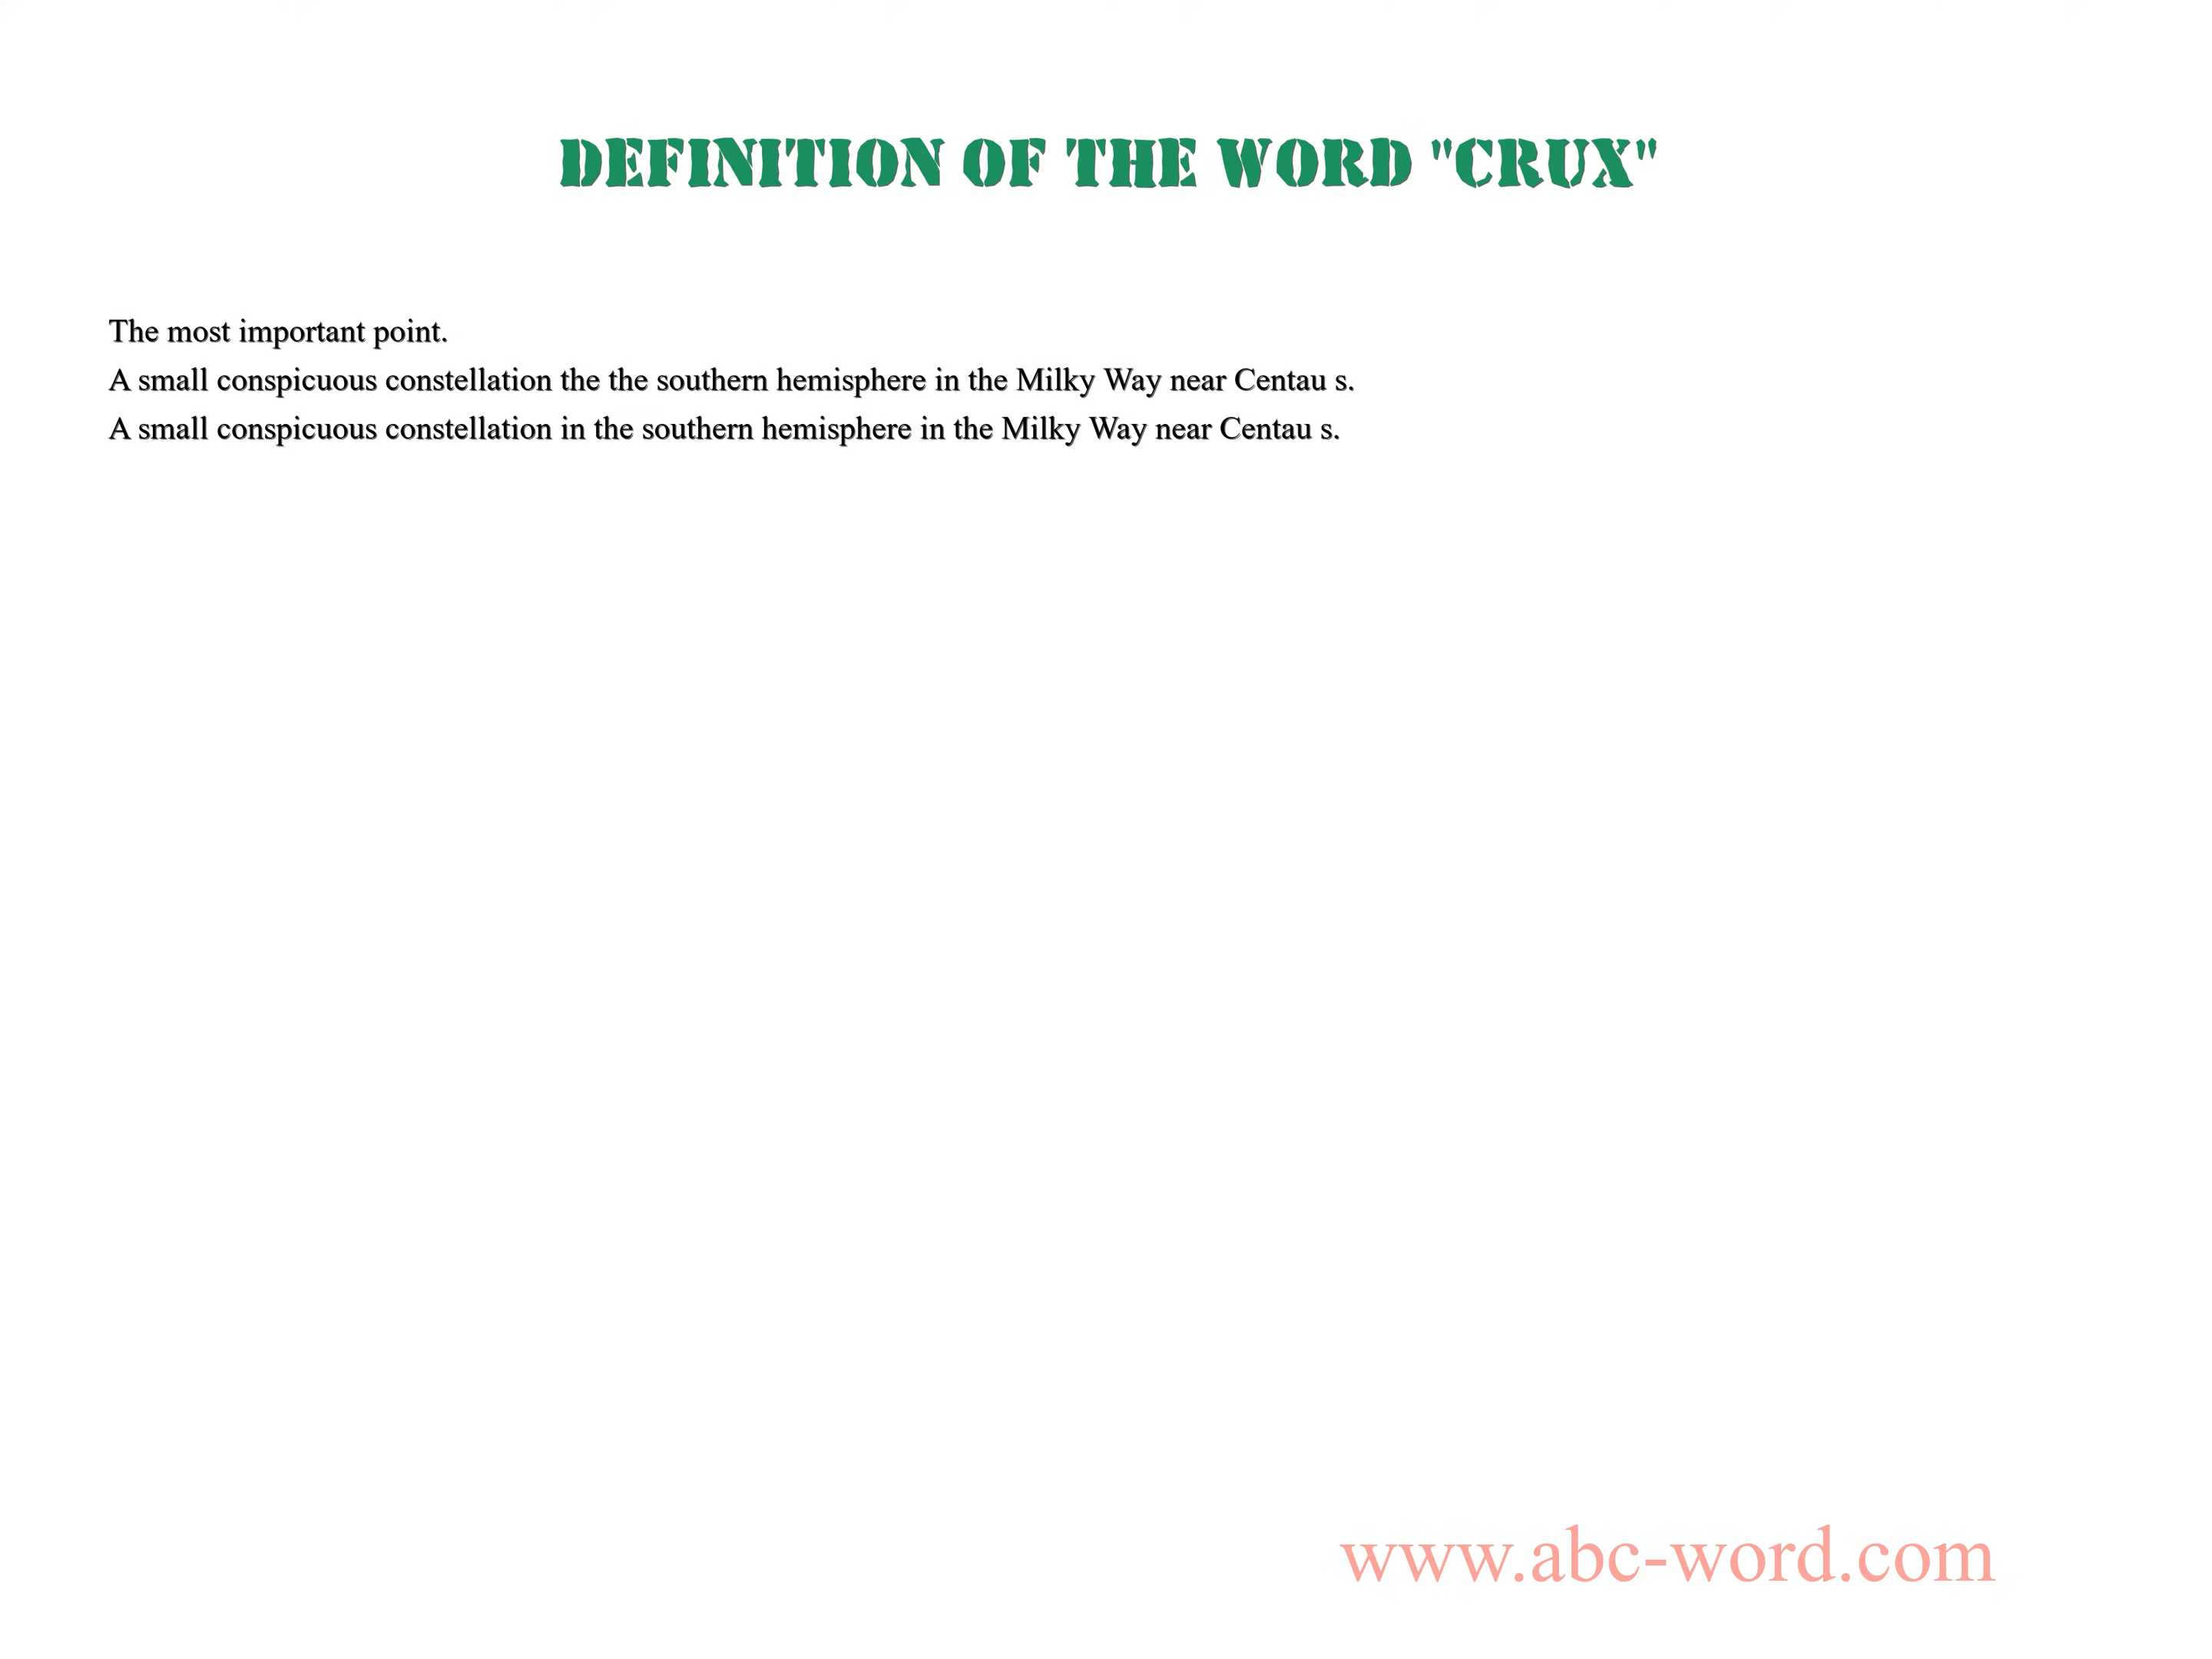 DEFINITION OF THE WORD "CRUX"
The most important point.
A small conspicuous constellation the the southern hemisphere in the Milky Way near Centau s.
A small conspicuous constellation in the southern hemisphere in the Milky Way near Centau s.
www.abc-word.com